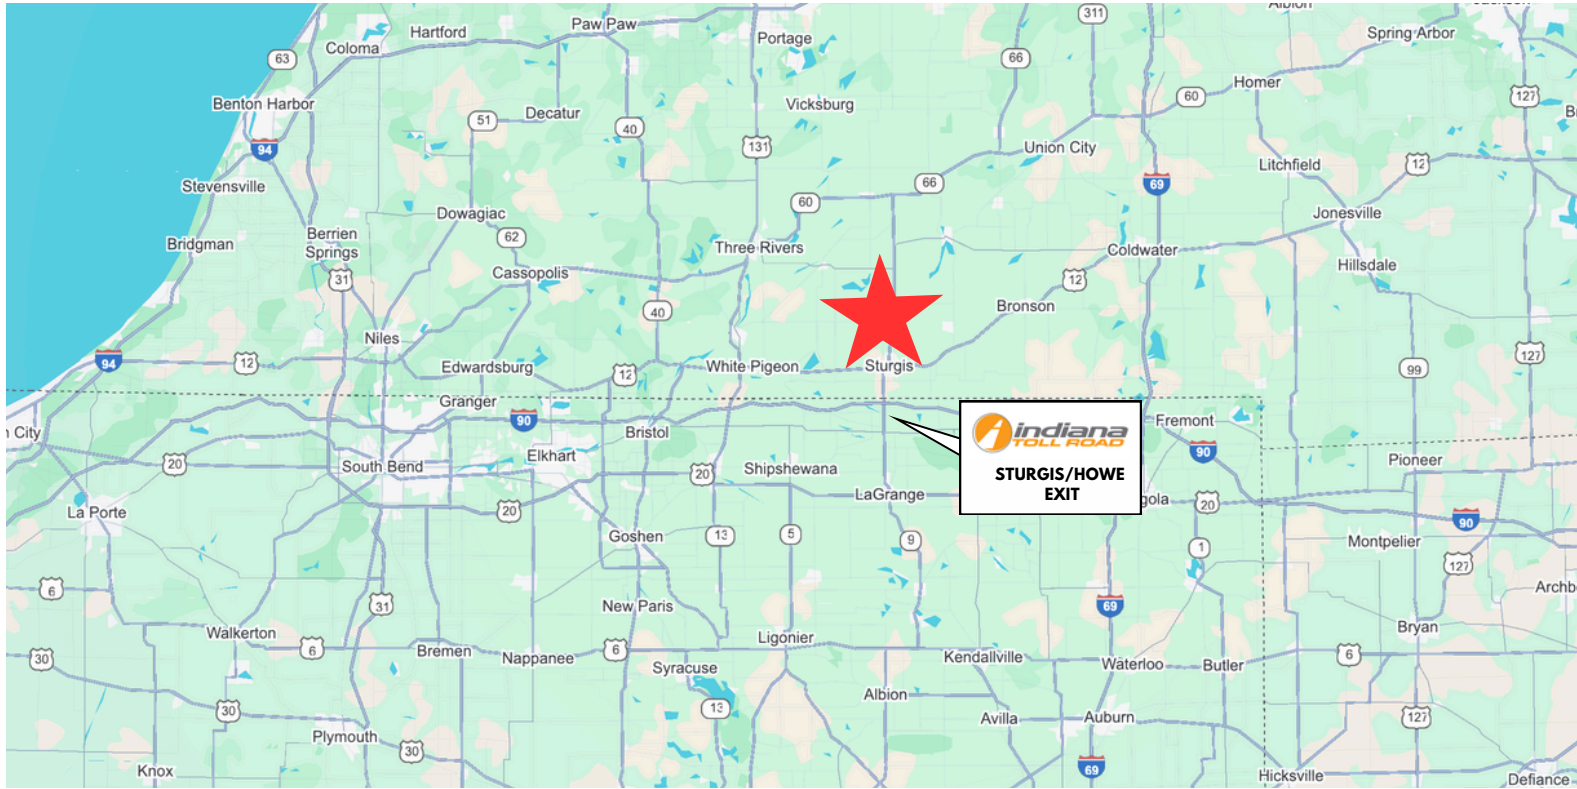 311
Albion
Paw Paw
Hartford
Coloma
Portage
Spring Arbor
63
66
Homer
60
127
Benton Harbor
Vicksburg
Decatur
51
40
131
Union City
94
Litchfield
12
Stevensville
66
69
60
Dowagiac
Jonesville
Bridgman
Berrien
Springs
62
Three Rivers
Coldwater
Hillsdale
Cassopolis
31
12
Bronson
40
Niles
127
94
12
Edwardsburg
12
White Pigeon
Sturgis
99
Granger
90
Bristol
City
indiana
TOLL ROAD
STURGIS/HOWE
EXIT
Fremont
90
Elkhart
20
South Bend
20
Shipshewana
Pioneer
LaGrange
20
La Porte
20
90
Goshen
13
5
9
1
Montpelier
127
6
31
New Paris
69
Archb
Walkerton
6
Bremen
Nappanee
6
Ligonier
Bryan
30
Syracuse
Kendallville
Waterloo
Butler
6
Albion
30
13
Avilla
Auburn
127
Plymouth
30
Knox
69
Hicksville
Defiance